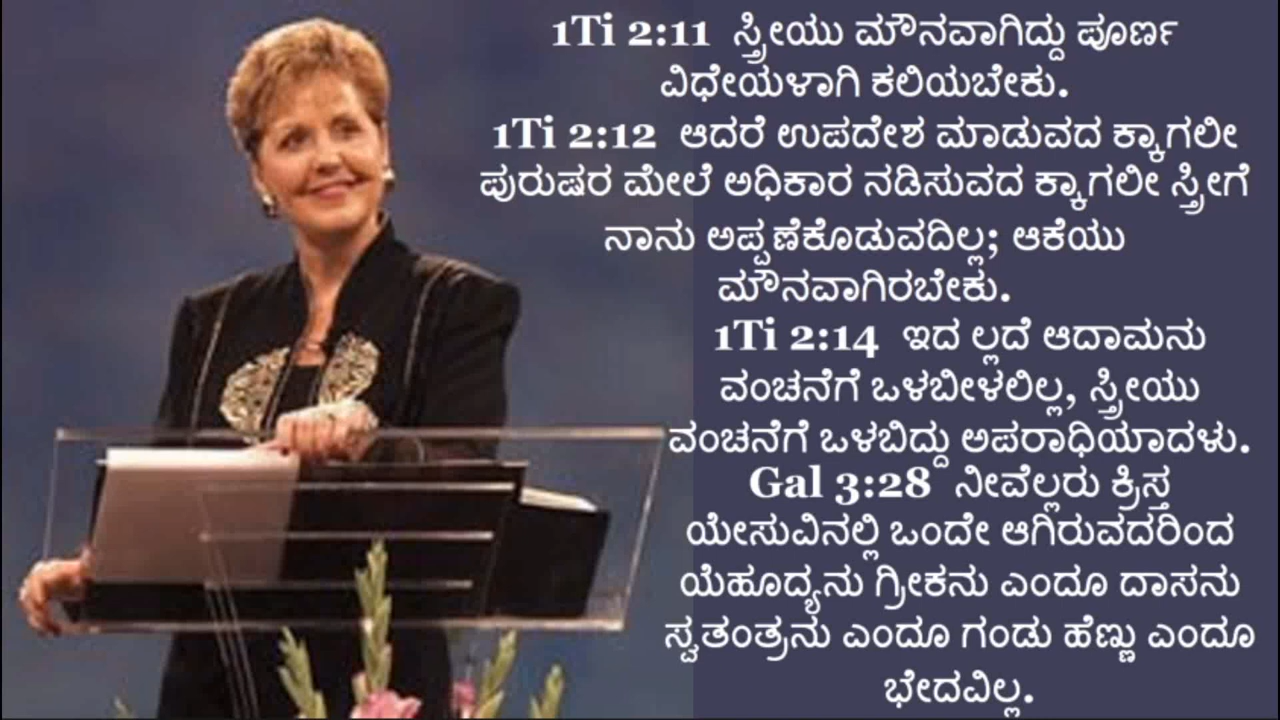 1Ti 2:11 ಸ್ತ್ರೀಯು ಮೌನವಾಗಿದ್ದು ಪೂರ್ಣ
ವಿಧೇಯಳಾಗಿ ಕಲಿಯಬೇಕು.
1Ti 2:12 ಆದರೆ ಉಪದೇಶ ಮಾಡುವದ ಕ್ಕಾಗಲೀ
ಪುರುಷರ ಮೇಲೆ ಅಧಿಕಾರ ನಡಿಸುವದ ಕ್ಕಾಗಲೀ ಸ್ತ್ರೀಗೆ
ನಾನು ಅಪ್ಪಣೆಕೊಡುವದಿಲ್ಲ; ಆಕೆಯು
ಮೌನವಾಗಿರಬೇಕು.
1Ti 2:14 ಇದ ಲ್ಲದೆ ಆದಾಮನು
ವಂಚನೆಗೆ ಒಳಬೀಳಲಿಲ್ಲ, ಸ್ತ್ರೀಯು
ವಂಚನೆಗೆ ಒಳಬಿದ್ದು ಅಪರಾಧಿಯಾದಳು.
Gal 3:28 ನೀವೆಲ್ಲರು ಕ್ರಿಸ್ತ
ಯೇಸುವಿನಲ್ಲಿ ಒಂದೇ ಆಗಿರುವದರಿಂದ
ಯೆಹೂದ್ಯನು ಗ್ರೀಕನು ಎಂದೂ ದಾಸನು
ಸ್ವತಂತ್ರನು ಎಂದೂ ಗಂಡು ಹೆಣ್ಣು ಎಂದೂ
ಭೇದವಿಲ್ಲ.